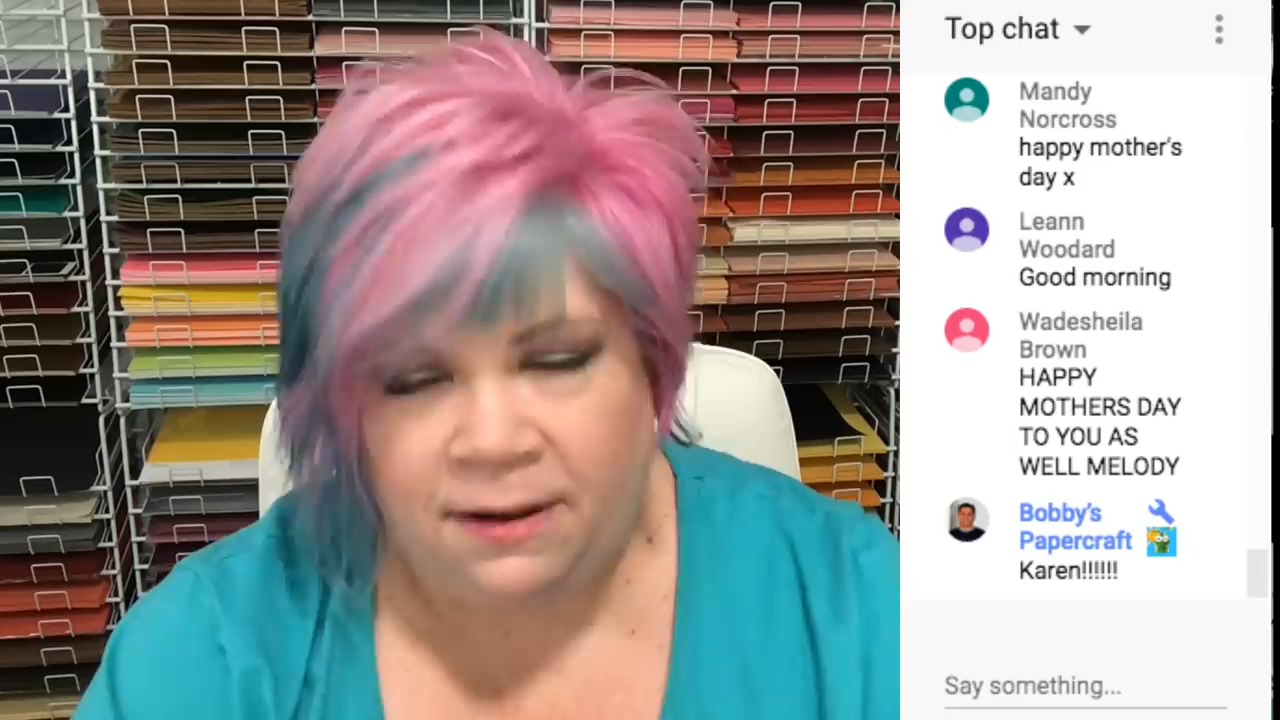 Top chat
Mandy
Norcross
happy mother's
day x
Leann
Woodard
Good morning
Wadesheila
Brown
HAPPY
MOTHERS DAY
TO YOU AS
WELL MELODY
Bobby's
Papercraft
Karen!!!!!!
Say something...